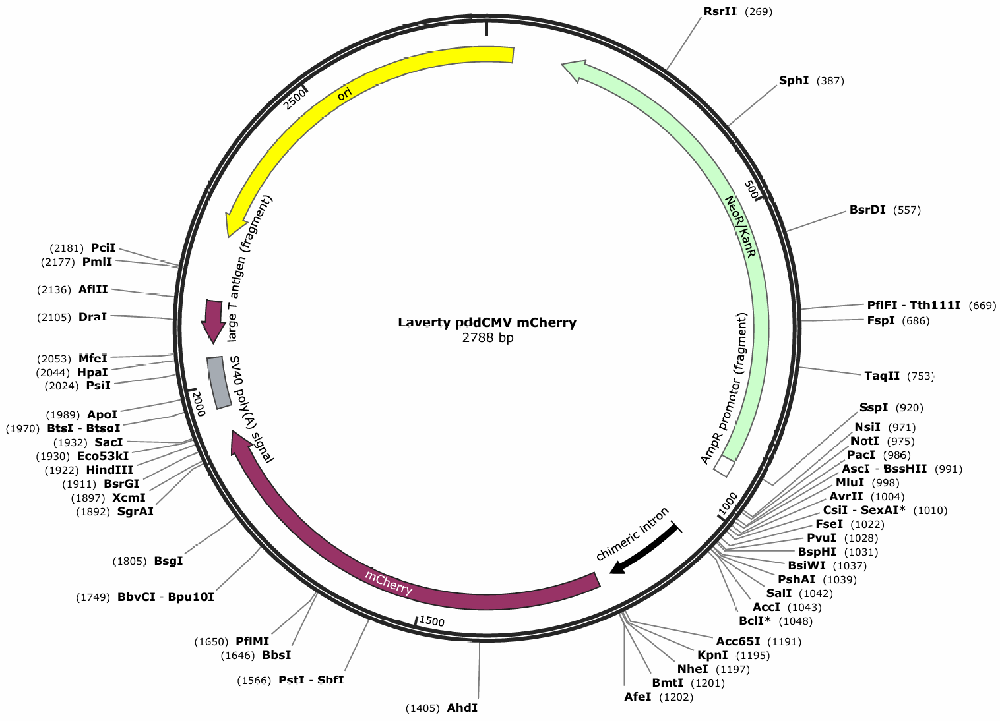 RsrII (269)
SphI (387)
BsrDI (557)
PflFI - Tth111I (669)
FspI (686)
TaqII (753)
SspI (920)
NsiI (971)
NotI (975)
PacI (986)
AscI - BssHII (991)
MluI (998)
AvrII (1004)
CsiI - SexAI* (1010)
FseI (1022)
PvuI (1028)
BspHI (1031)
BsiWI (1037)
PshAI (1039)
SalI (1042)
AccI (1043)
BclI* (1048)
Acc65I (1191)
KpnI (1195)
NheI (1197)
BmtI (1201)
AfeI (1202)
(1405) AhdI
(1566) PstI - SbfI
(1646) BbsI
(1650) PflMI
(1749) BbvCI - Bpu10I
(1805) BsgI
(1892) SgrAI
(1897) XcmI
(1911) BsrGI
(1922) HindIII
(1930) Eco53kI
(1932) SacI
(1970) BtsI - BtsαI
(1989) ApoI
(2024) PsiI
(2044) HpaI
(2053) MfeI
(2105) DraI
(2136) AflII
(2177) PmlI
(2181) PciI
500
1000
1500
2000
2500
ori
NeoR/KanR
AmpR promoter (fragment)
chimeric intron
mCherry
SV40 poly(A) signal
large T antigen (fragment)
Laverty pddCMV mCherry
2788 bp